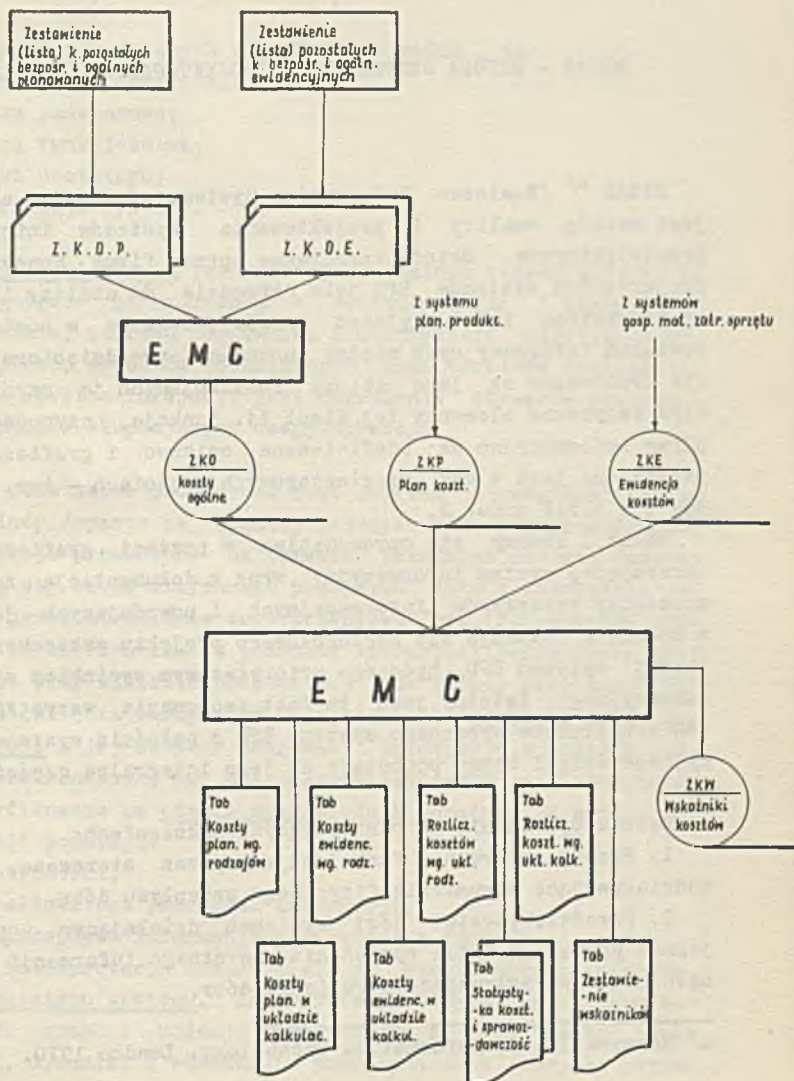 Zestawienie
(lista) k. pozostałych
bezpośr. i ogólnych
planowanych
Zestawienie
(lista) pozostałych
k. bezpośr. i ogóln.
ewidencyjnych
Z.K.O.P.
Z.K.O.E.
EMC
Z systemu
plan. produkt.
Z systemów
gosp. mat. zatr. sprzętu
ZKO
koszty
ogólne
ZKP
Plan koszt.
ZKE
Ewidencja
kosztów
EMC
ZKW
Wskaźniki
kosztów
Tab
Koszty
plan. wg.
rodzajów
Tab
Koszty
ewidenc.
wg. rodz.
Tab
Rozlicz.
kosztów
wg. ukł.
rodz.
Tab
Rozlicz.
koszt. wg.
ukł. kolk.
Tab
Koszty
plan. w
układzie
kalkulac.
Tab
Koszty
ewidenc. w
układzie
kalkul.
Tab
Statysty-
-ka koszt.
i sprawoz-
dawczość
Tab
Zestawie-
-nie
wskaźników